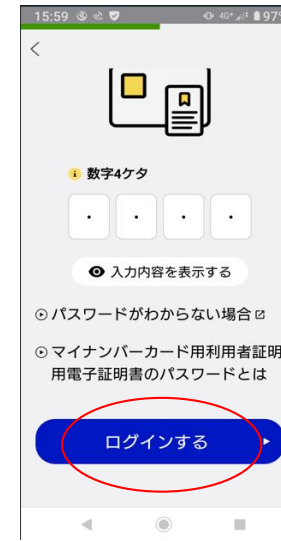 15:59
4G+
97%
数字4ケタ
入力内容を表示する
パスワードがわからない場合
マイナンバーカード用利用者証明
用電子証明書のパスワードとは
ログインする